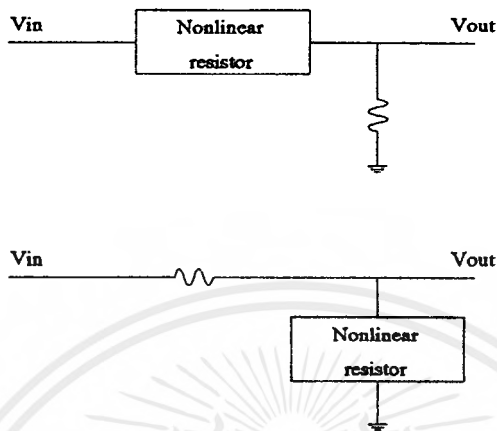 Vin Nonlinear Vout
resistor
Vin Vout
Nonlinear
resistor